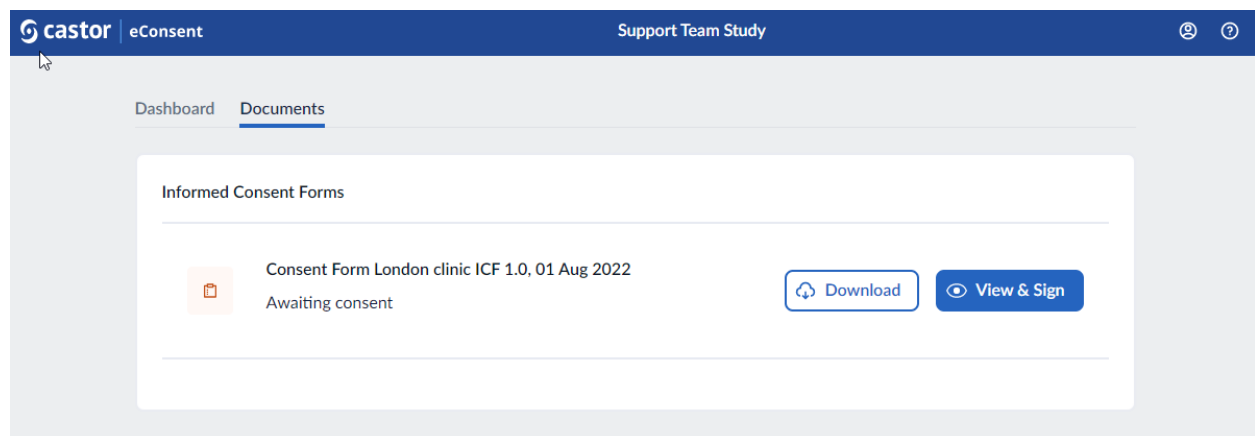 castor eConsent Support Team Study
Dashboard Documents
Informed Consent Forms
Consent Form London clinic ICF 1.0, 01 Aug 2022
Awaiting consent
Download View & Sign